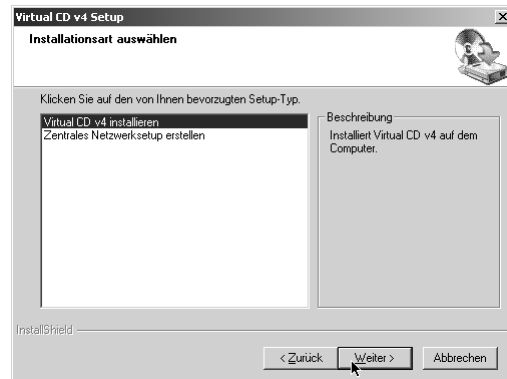 Virtual CD v4 Setup
Installationsart auswählen
Klicken Sie auf den von Ihnen bevorzugten Setup-Typ.
Virtual CD v4 installieren
Zentrales Netzwerksetup erstellen
Beschreibung
Installiert Virtual CD v4 auf dem
Computer.
InstallShield
< Zurück
Weiter >
Abbrechen